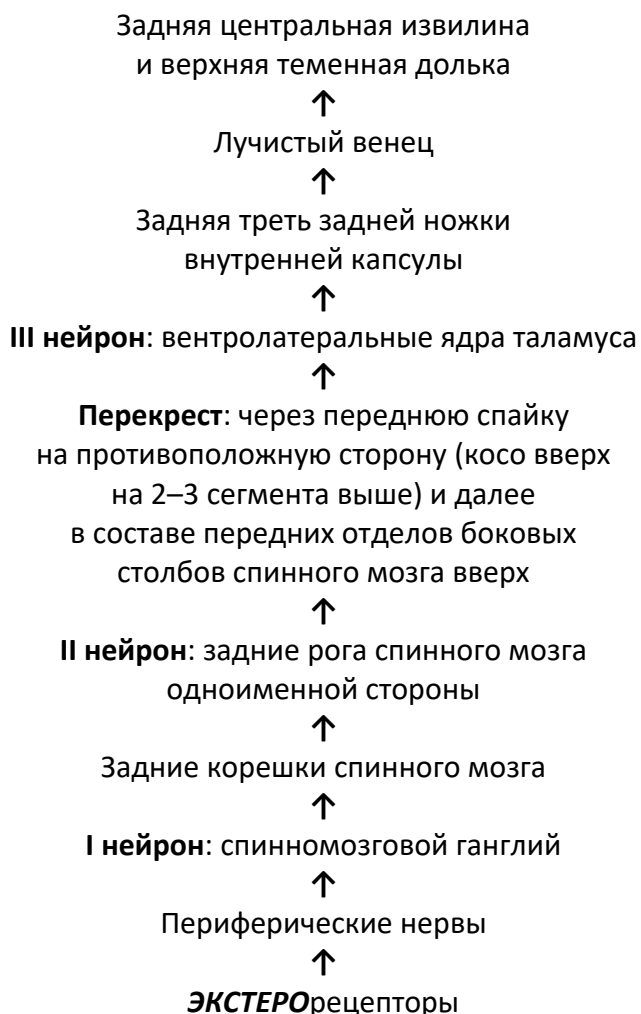 Задняя центральная извилина
и верхняя теменная долька
↑
Лучистый венец
↑
Задняя треть задней ножки
внутренней капсулы
↑
III нейрон: вентролатеральные ядра таламуса
↑
Перекрест: через переднюю спайку
на противоположную сторону (косо вверх
на 2–3 сегмента выше) и далее
в составе передних отделов боковых
столбов спинного мозга вверх
↑
II нейрон: задние рога спинного мозга
одноименной стороны
↑
Задние корешки спинного мозга
↑
I нейрон: спинномозговой ганглий
↑
Периферические нервы
↑
ЭКСТЕРОрецепторы